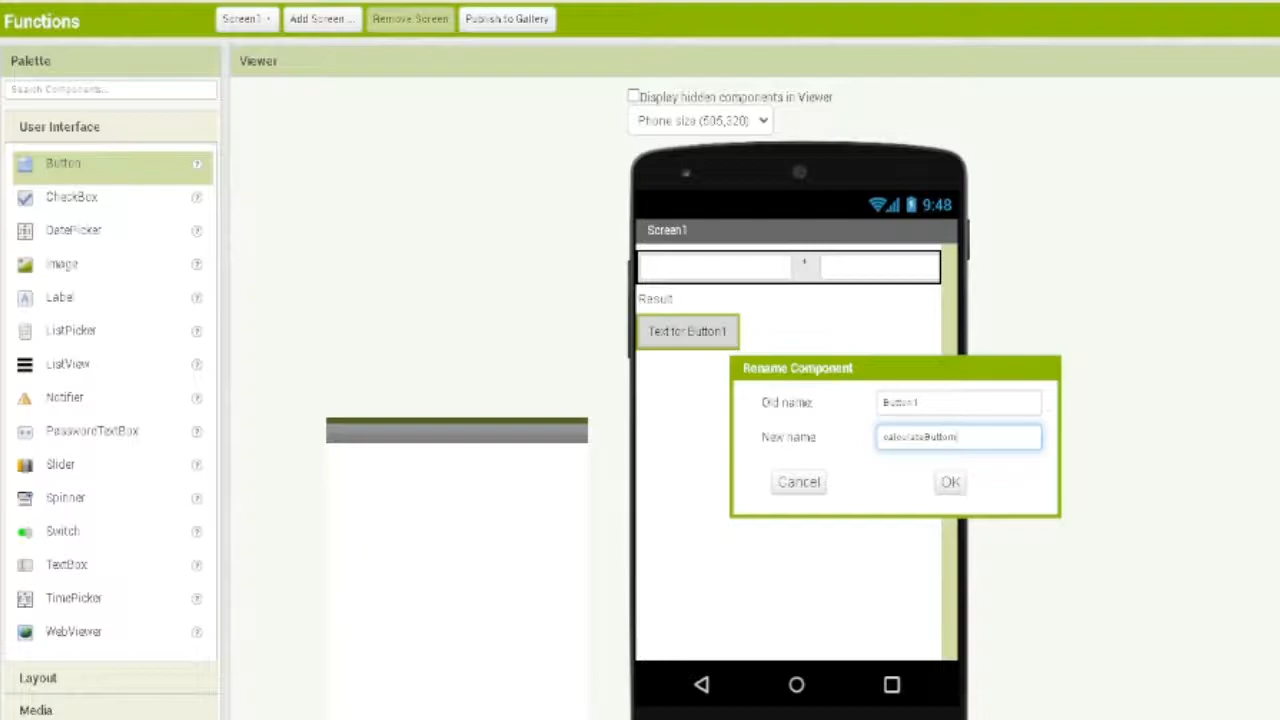 Functions
Screen1
Add Screen ...
Remove Screen
Publish to Gallery
Palette
Viewer
Search Components...
Display hidden components in Viewer
Phone size (505,320)
User Interface
Button
CheckBox
DatePicker
Image
Label
ListPicker
ListView
Notifier
PasswordTextBox
Slider
Spinner
Switch
TextBox
TimePicker
WebViewer
Layout
Media
9:48
Screen1
*
Result
Text for Button1
Rename Component
Old name
Button1
New name
calculateButton
Cancel
OK